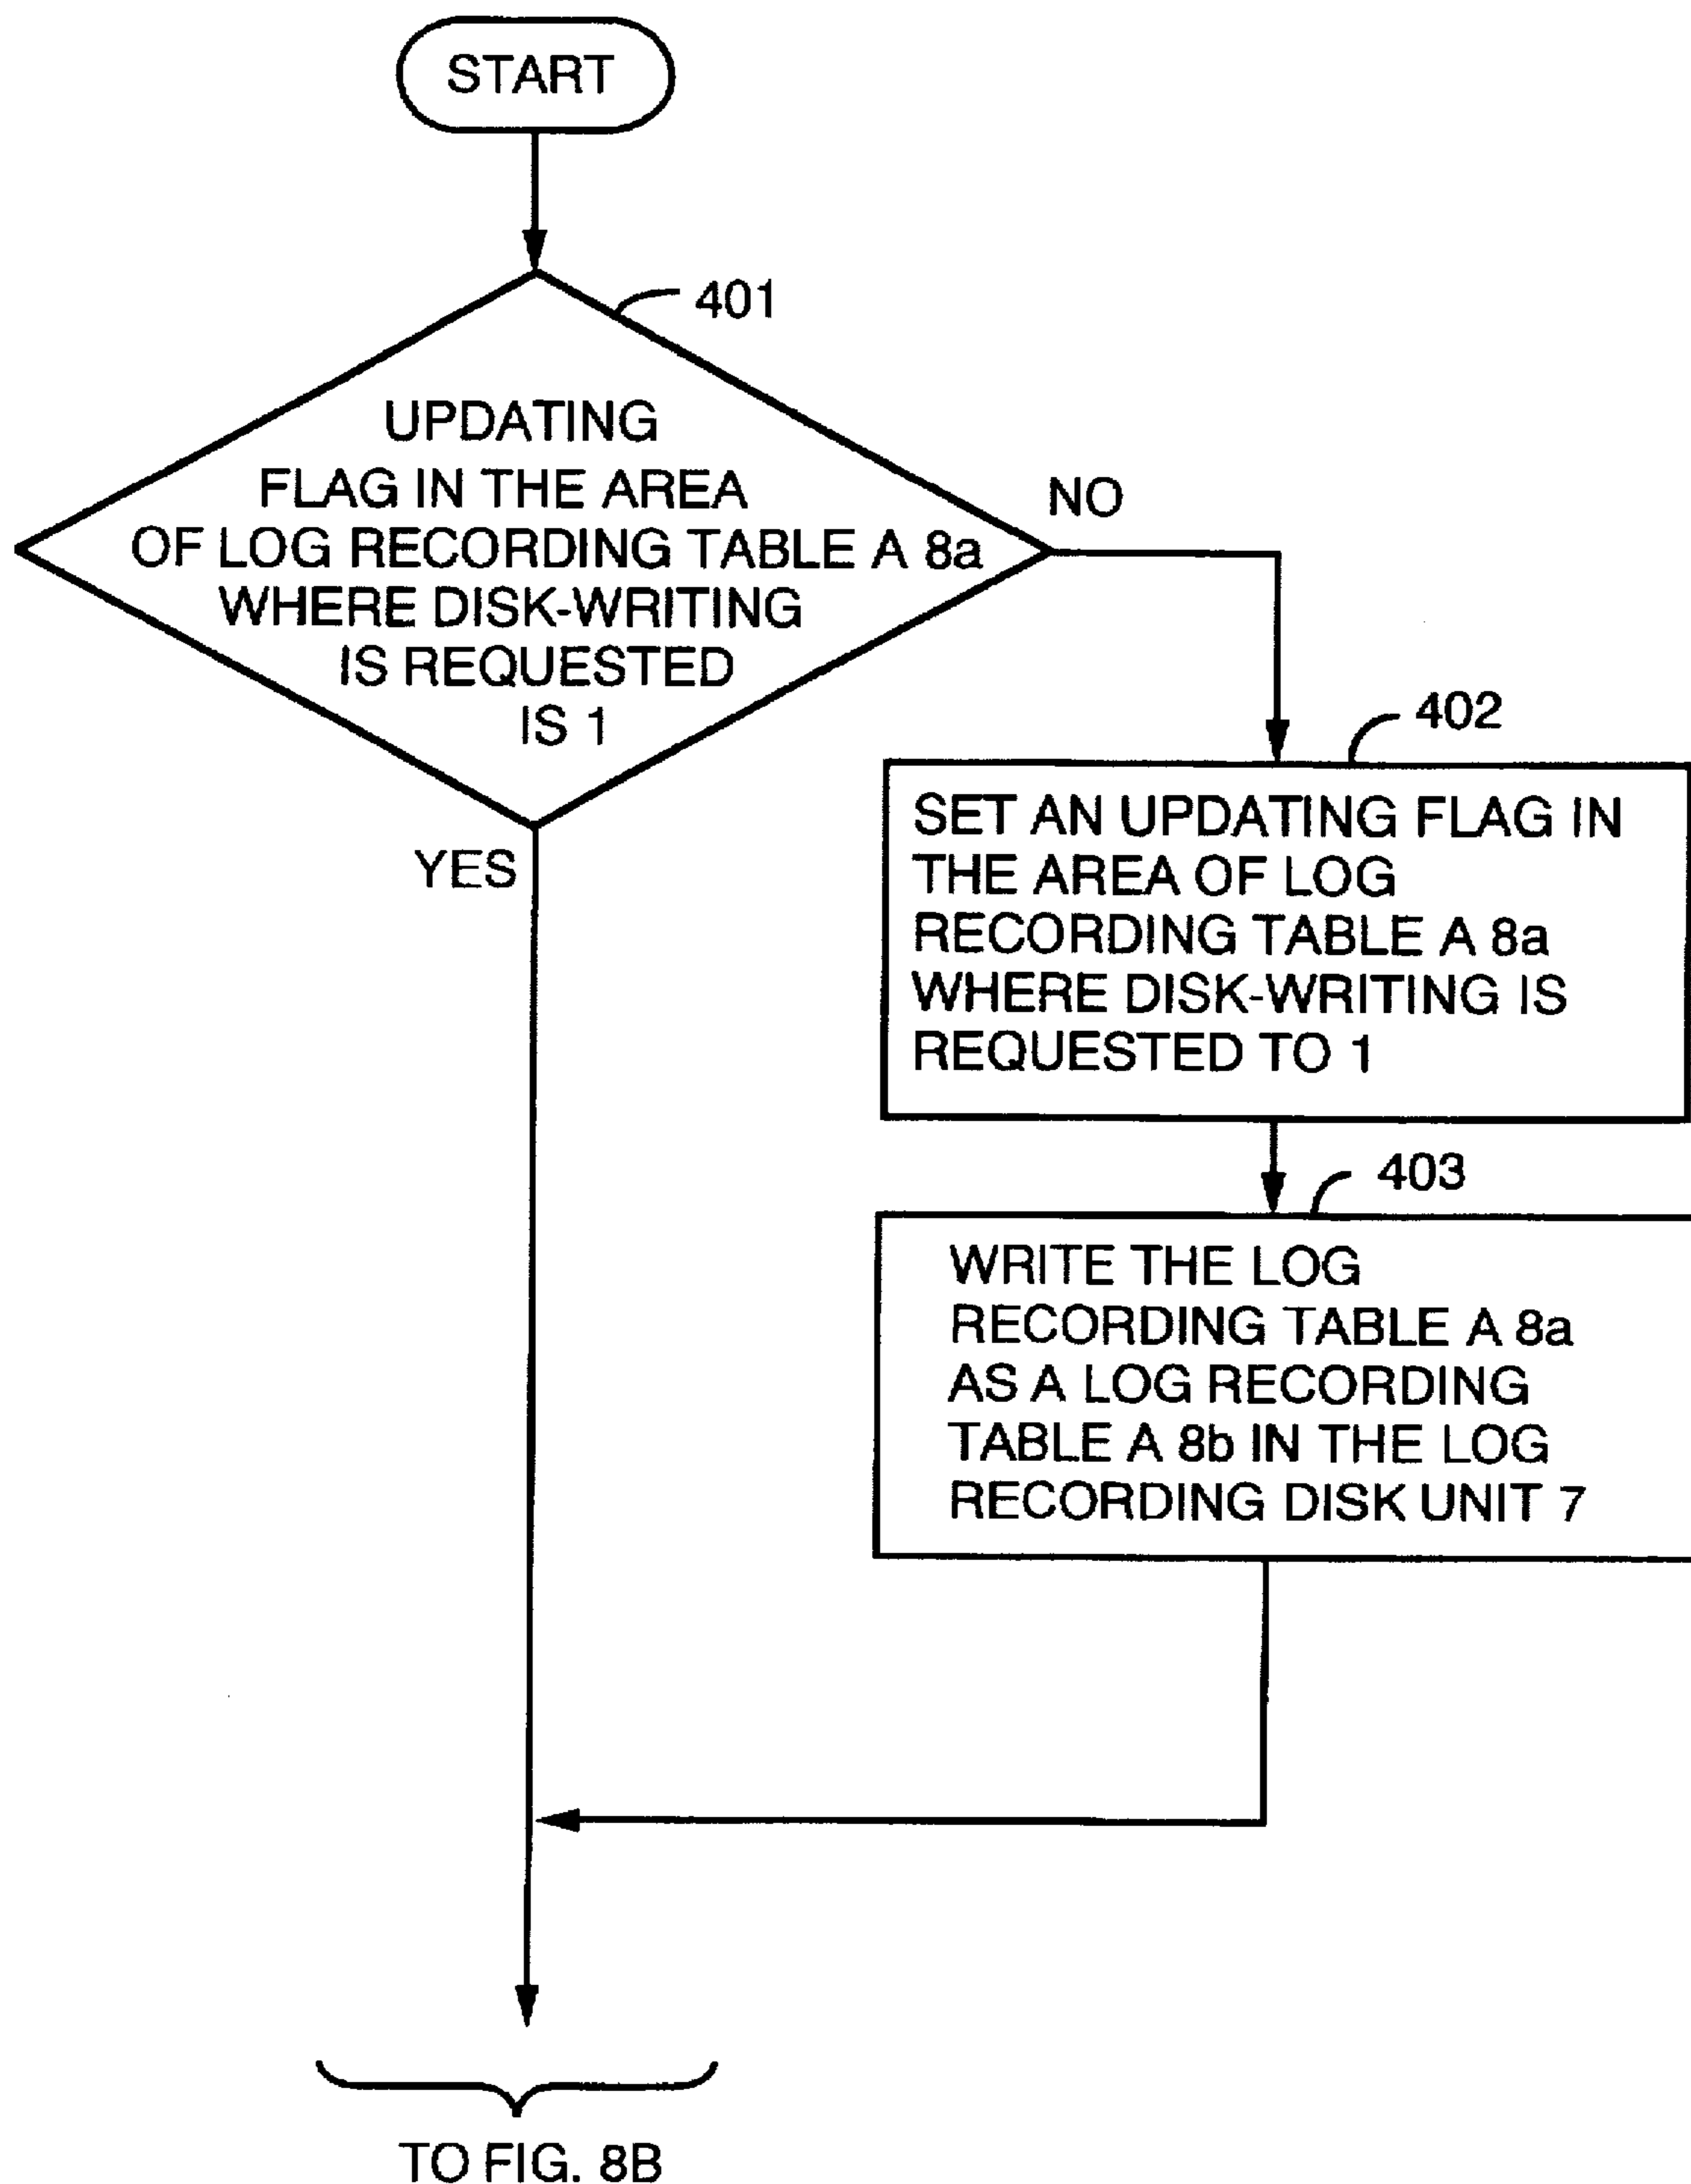 START
401
UPDATING
FLAG IN THE AREA
OF LOG RECORDING TABLE A 8a
WHERE DISK-WRITING
IS REQUESTED
IS 1
NO
YES
402
SET AN UPDATING FLAG IN
THE AREA OF LOG
RECORDING TABLE A 8a
WHERE DISK-WRITING IS
REQUESTED TO 1
403
WRITE THE LOG
RECORDING TABLE A 8a
AS A LOG RECORDING
TABLE A 8b IN THE LOG
RECORDING DISK UNIT 7
TO FIG. 8B